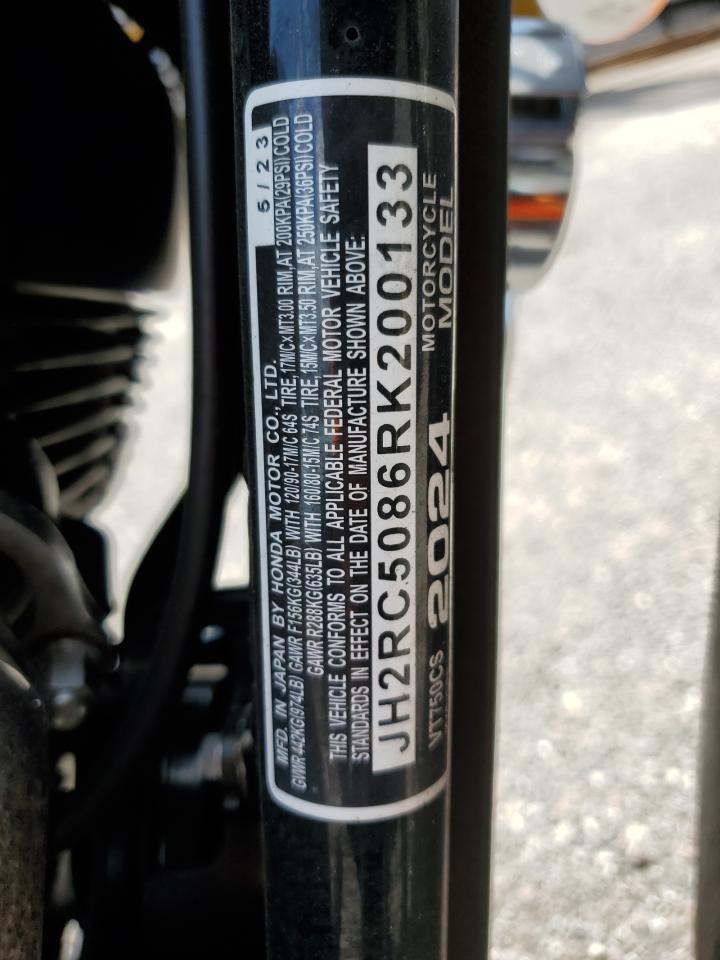 MFD. IN JAPAN BY HONDA MOTOR CO., LTD. 5/23
GVWR 442KG(974LB) GAWR F156KG(344LB) WITH 120/90-17M/C 64S TIRE,17M/C×MT3.00 RIM,AT 200KPA(29PSI)COLD
GAWR R288KG(635LB) WITH 160/80-15M/C 74S TIRE,15M/C×MT3.50 RIM,AT 250KPA(36PSI)COLD
THIS VEHICLE CONFORMS TO ALL APPLICABLE FEDERAL MOTOR VEHICLE SAFETY
STANDARDS IN EFFECT ON THE DATE OF MANUFACTURE SHOWN ABOVE:
JH2RC5086RK200133
VT750CS 2024 MOTORCYCLE
MODEL